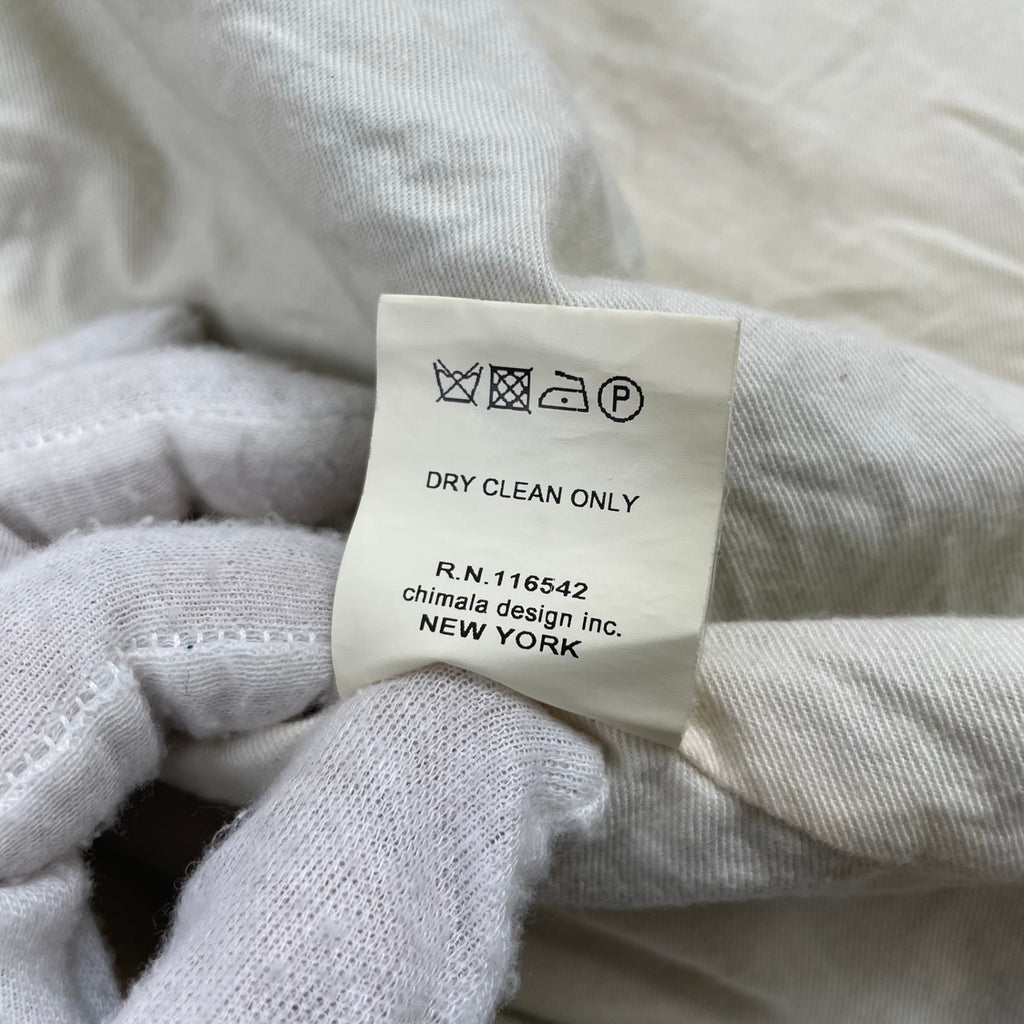 P
DRY CLEAN ONLY
R.N.116542
chimala design inc.
NEW YORK